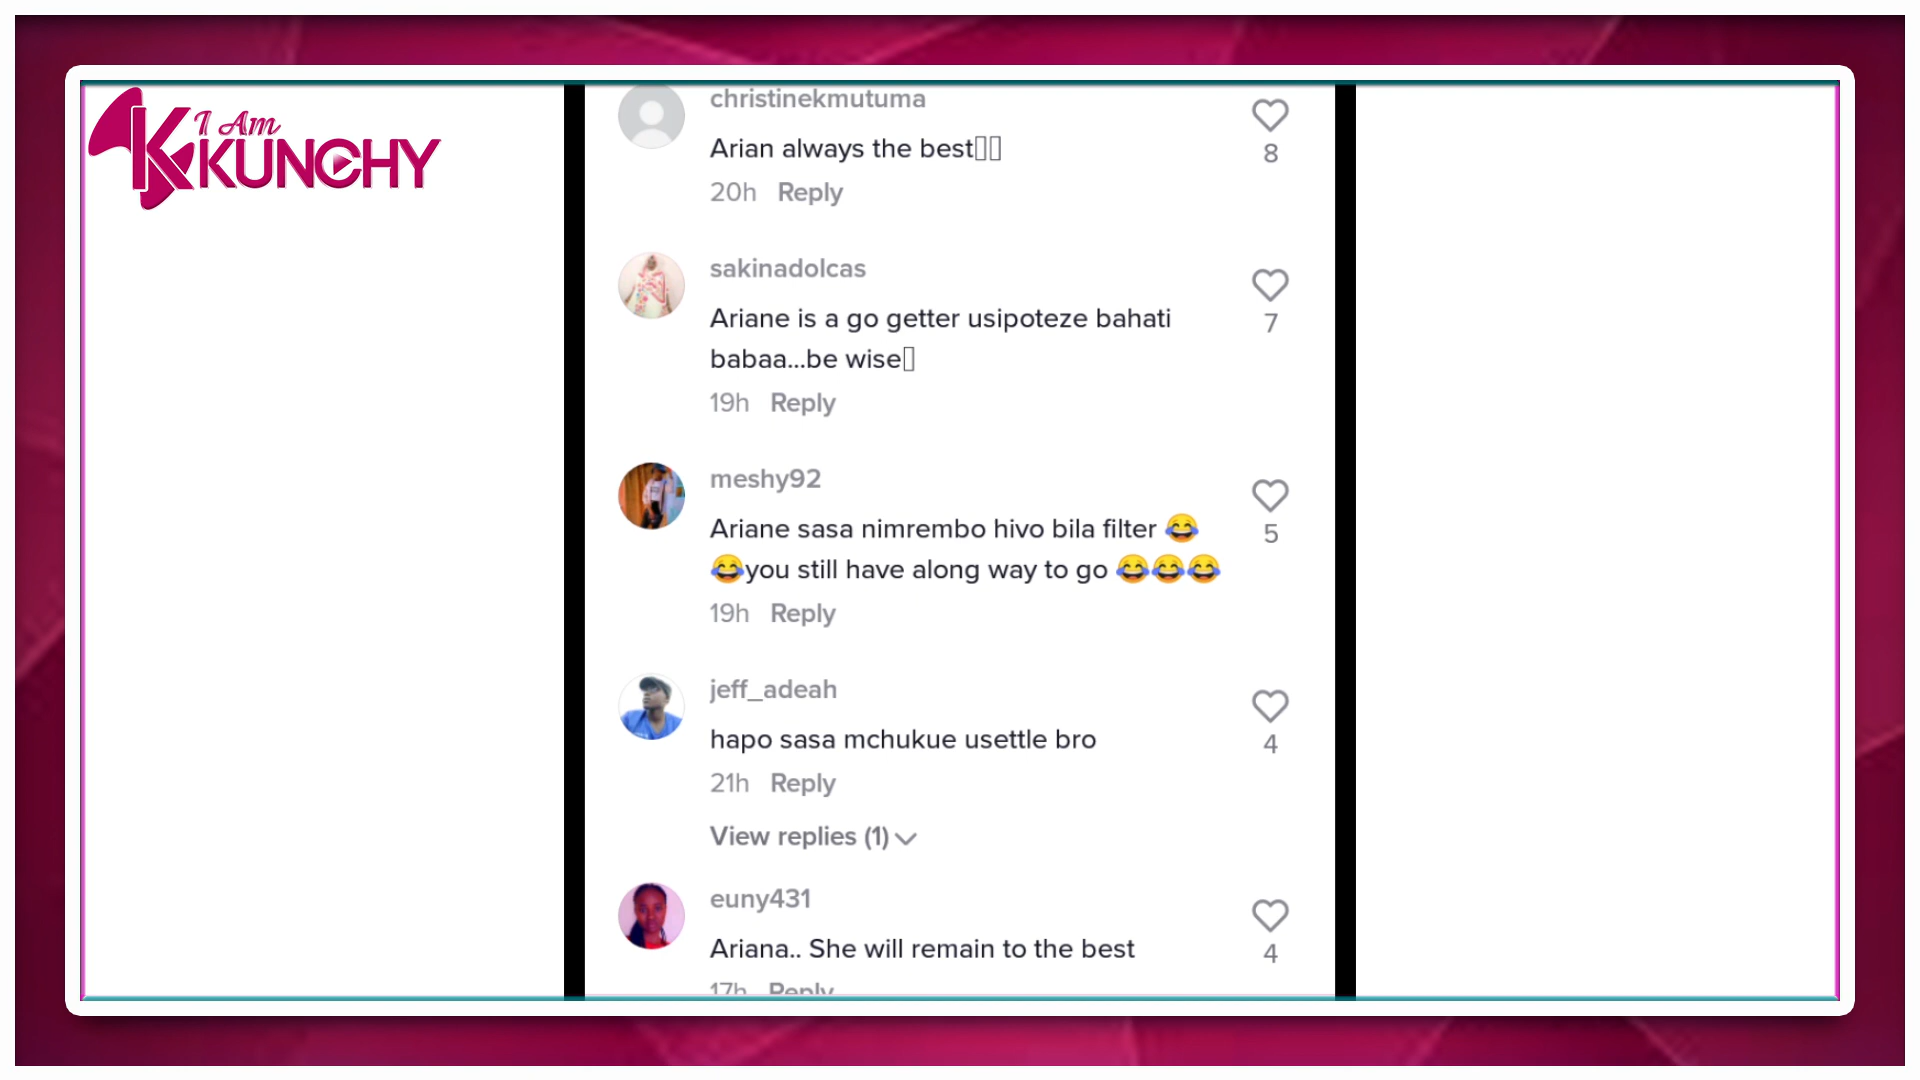 I Am
KUNCHY
christinekmutuma
Arian always the best
8
20h Reply
sakinadolcas
Ariane is a go getter usipoteze bahati
babaa...be wise
7
19h Reply
meshy92
Ariane sasa nimrembo hivo bila filter 😂
😂you still have along way to go 😂😂😂
5
19h Reply
jeff_adeah
hapo sasa mchukue usettle bro
4
21h Reply
View replies (1)
euny431
Ariana.. She will remain to the best
4
17h Reply